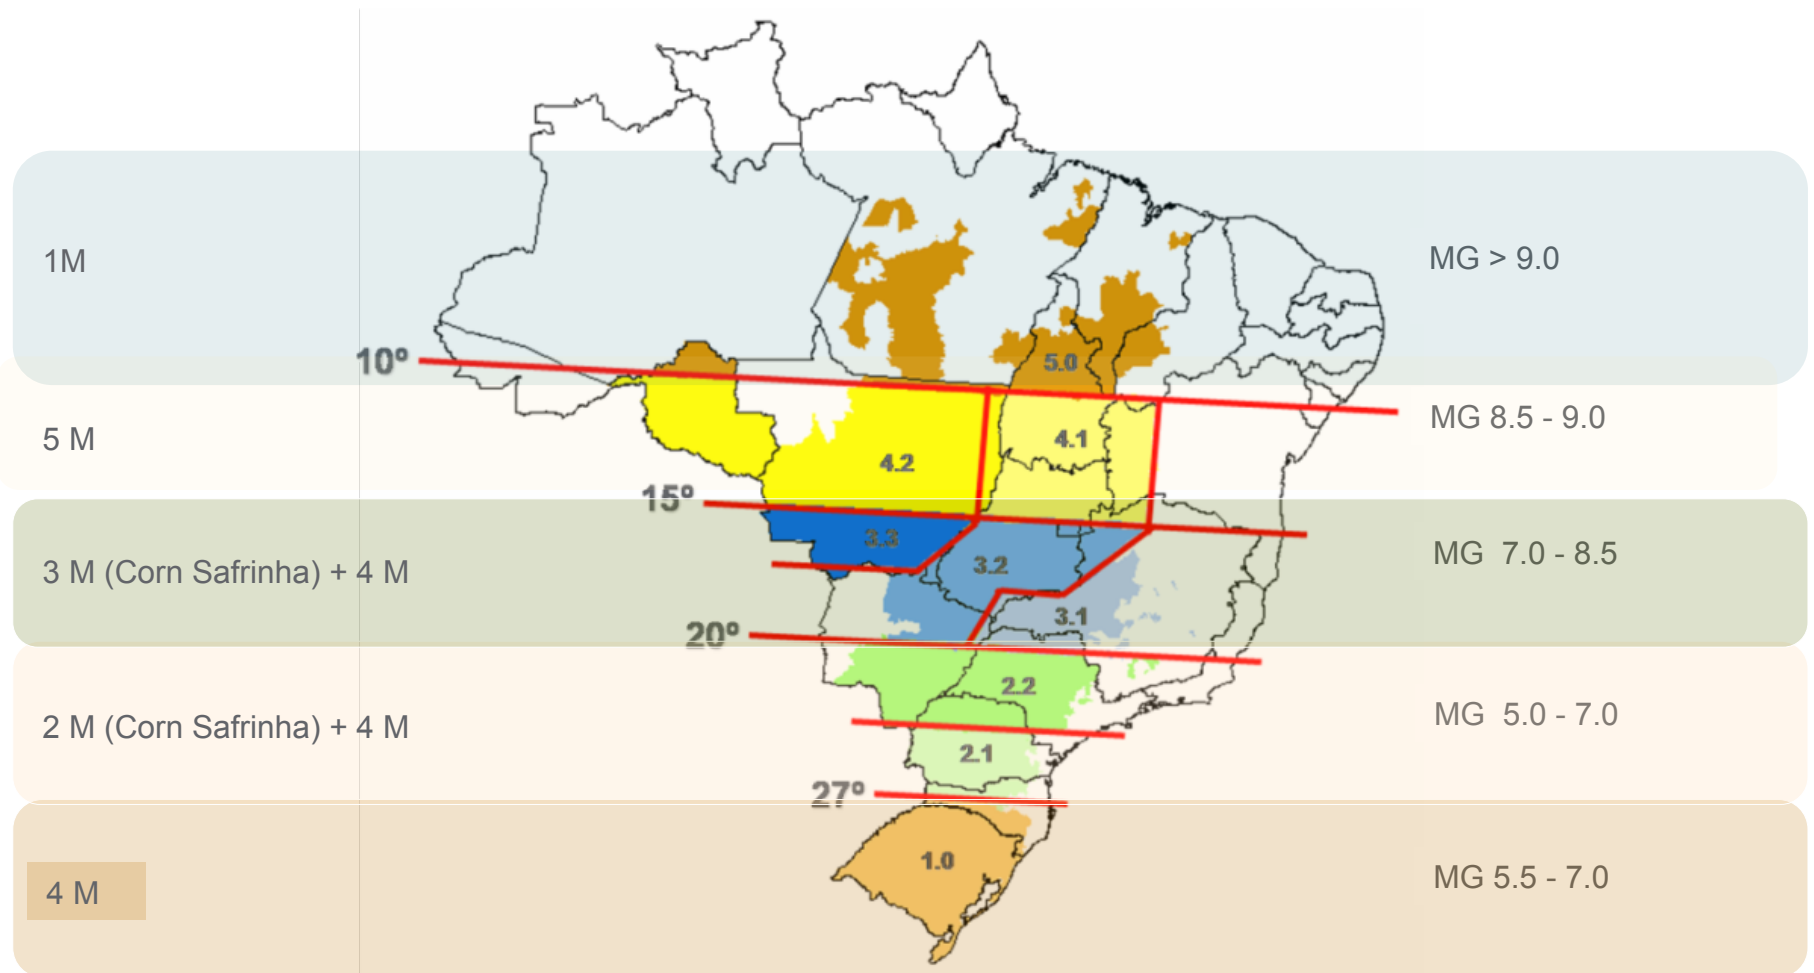 1M
MG > 9.0
10º
5.0
5 M
MG 8.5 - 9.0
4.1
4.2
15º
3.3
3.2
3 M (Corn Safrinha) + 4 M
MG 7.0 - 8.5
3.1
20º
2.2
2 M (Corn Safrinha) + 4 M
MG 5.0 - 7.0
2.1
27º
1.0
4 M
MG 5.5 - 7.0